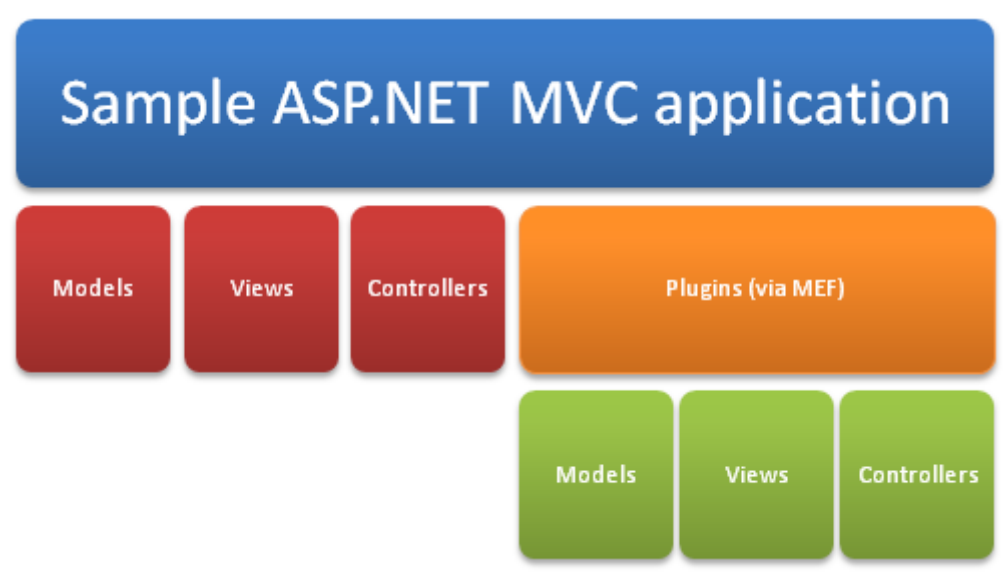 Sample ASP.NET MVC application
Models
Views
Controllers
Plugins (via MEF)
Models
Views
Controllers